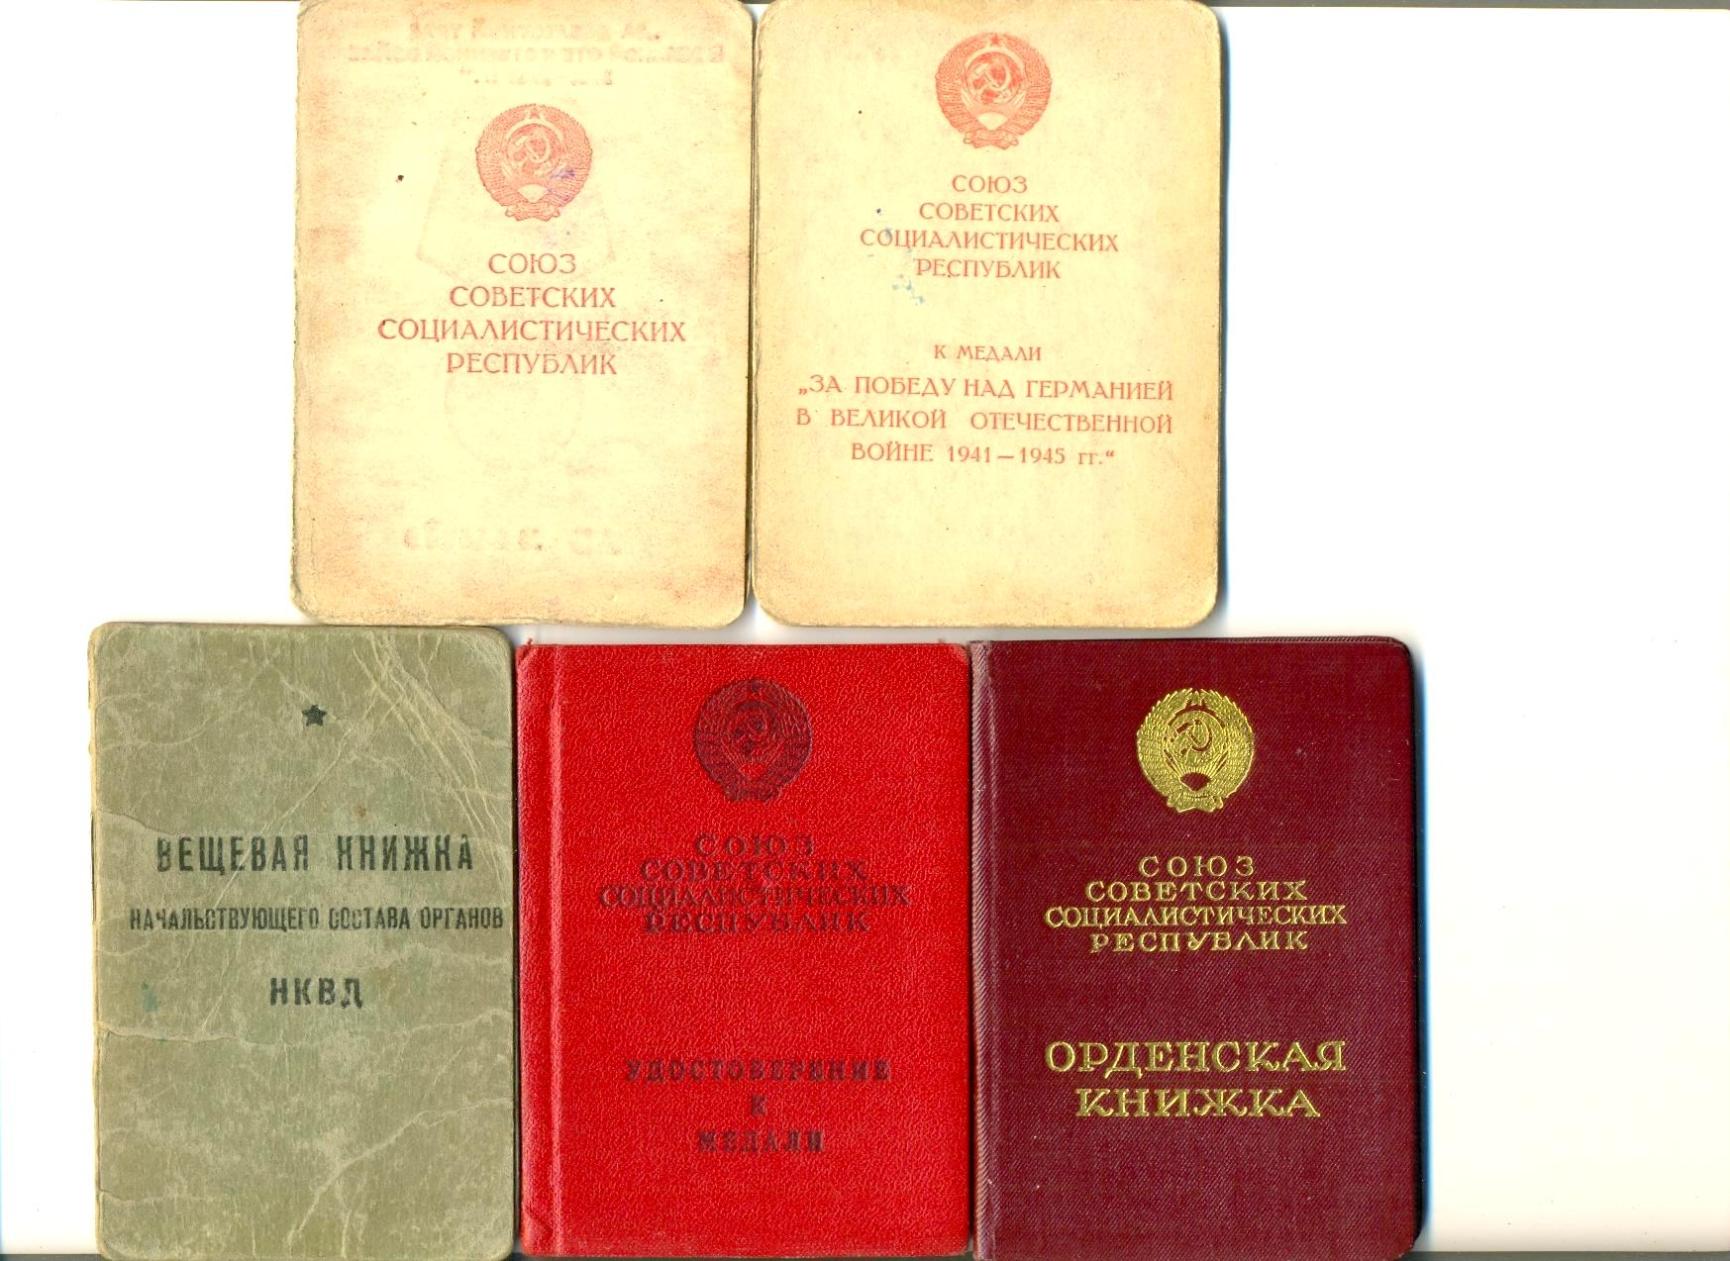 СОЮЗ
СОВЕТСКИХ
СОЦИАЛИСТИЧЕСКИХ
РЕСПУБЛИК
СОЮЗ
СОВЕТСКИХ
СОЦИАЛИСТИЧЕСКИХ
РЕСПУБЛИК
К МЕДАЛИ
„ЗА ПОБЕДУ НАД ГЕРМАНИЕЙ
В ВЕЛИКОЙ ОТЕЧЕСТВЕННОЙ
ВОЙНЕ 1941—1945 гг.“
ВЕЩЕВАЯ КНИЖКА
НАЧАЛЬСТВУЮЩЕГО СОСТАВА ОРГАНОВ
НКВД
СОЮЗ
СОВЕТСКИХ
СОЦИАЛИСТИЧЕСКИХ
РЕСПУБЛИК
УДОСТОВЕРЕНИЕ
К
МЕДАЛИ
СОЮЗ
СОВЕТСКИХ
СОЦИАЛИСТИЧЕСКИХ
РЕСПУБЛИК
ОРДЕНСКАЯ
КНИЖКА